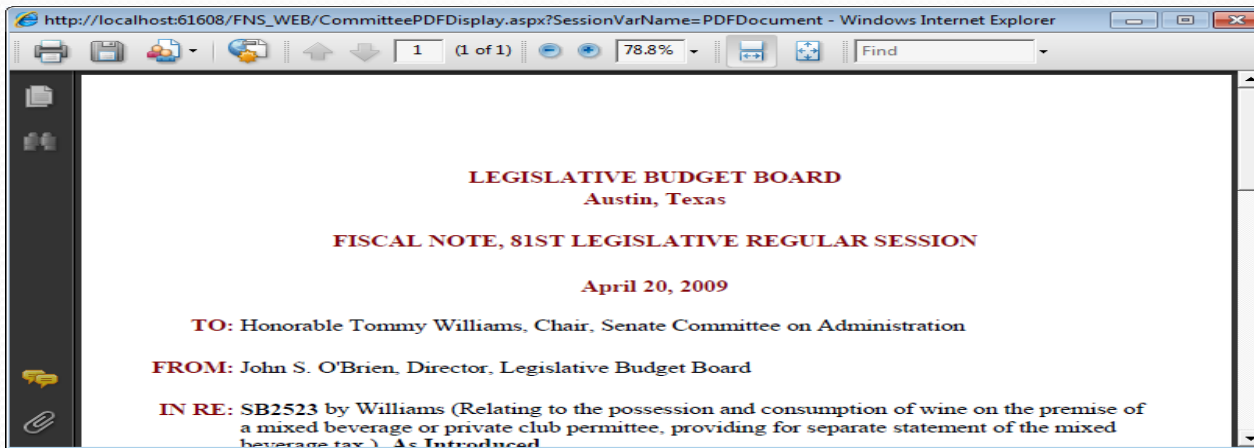 http://localhost:61608/FNS_WEB/CommitteePDFDisplay.aspx?SessionVarName=PDFDocument - Windows Internet Explorer
1 (1 of 1) 78.8% Find
LEGISLATIVE BUDGET BOARD
Austin, Texas
FISCAL NOTE, 81ST LEGISLATIVE REGULAR SESSION
April 20, 2009
TO: Honorable Tommy Williams, Chair, Senate Committee on Administration
FROM: John S. O'Brien, Director, Legislative Budget Board
IN RE: SB2523 by Williams (Relating to the possession and consumption of wine on the premise of
a mixed beverage or private club permittee, providing for separate statement of the mixed
beverage tax.), As Introduced